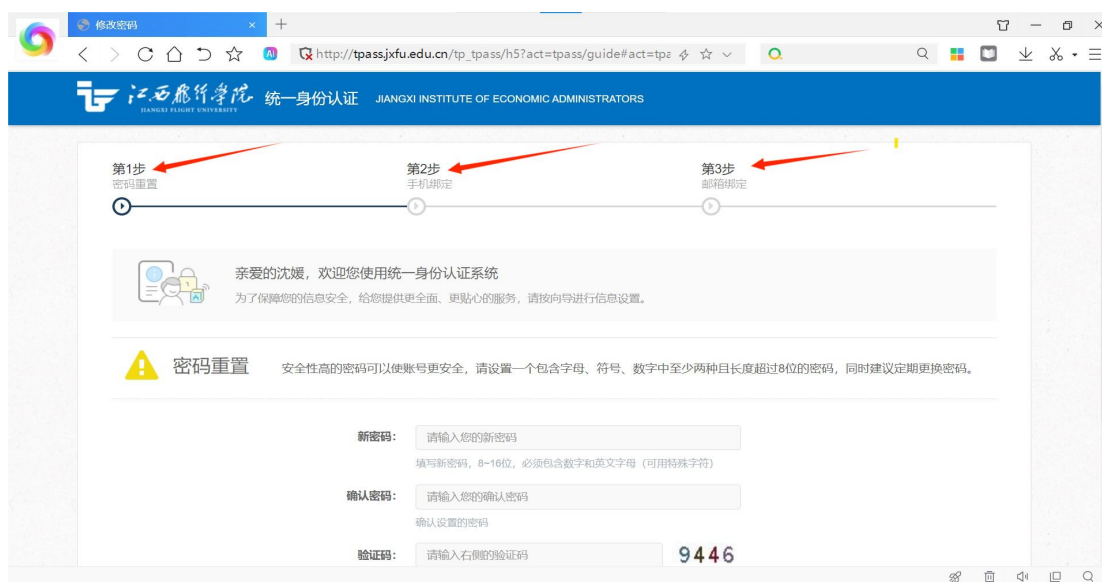 修改密码
http://tpass.jxfu.edu.cn/tp_tpass/h5?act=tpass/guide#act=tpa
江西飞行学院 统一身份认证 JIANGXI INSTITUTE OF ECONOMIC ADMINISTRATORS
JIANGXI FLIGHT UNIVERSITY
第1步 第2步 第3步
密码重置 手机绑定 邮箱绑定
亲爱的沈媛，欢迎您使用统一身份认证系统
为了保障您的信息安全，给您提供更全面、更贴心的服务，请按向导进行信息设置。
密码重置 安全性高的密码可以使账号更安全，请设置一个包含字母、符号、数字中至少两种且长度超过8位的密码，同时建议定期更换密码。
新密码： 请输入您的新密码
填写新密码，8~16位，必须包含数字和英文字母（可用特殊字符）
确认密码： 请输入您的确认密码
确认设置的密码
验证码： 请输入右侧的验证码 9446